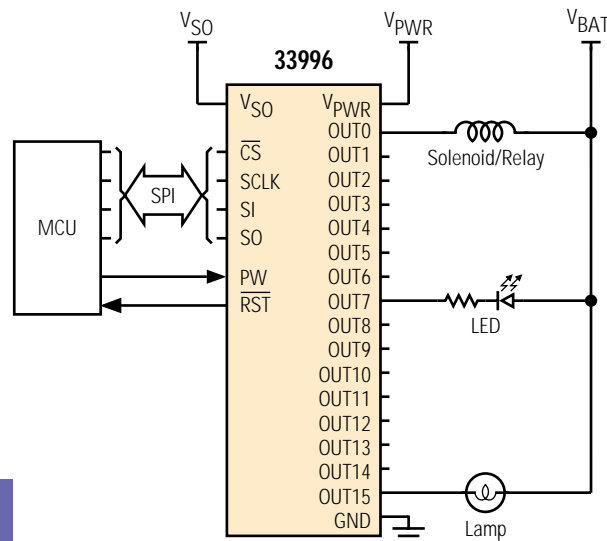 VSO
VPWR
VBAT
33996
VSO
VPWR
OUT0
CS
OUT1
Solenoid/Relay
SCLK
OUT2
SPI
SI
OUT3
MCU
SO
OUT4
OUT5
PW
OUT6
RST
OUT7
LED
OUT8
OUT9
OUT10
OUT11
OUT12
OUT13
OUT14
OUT15
GND
Lamp